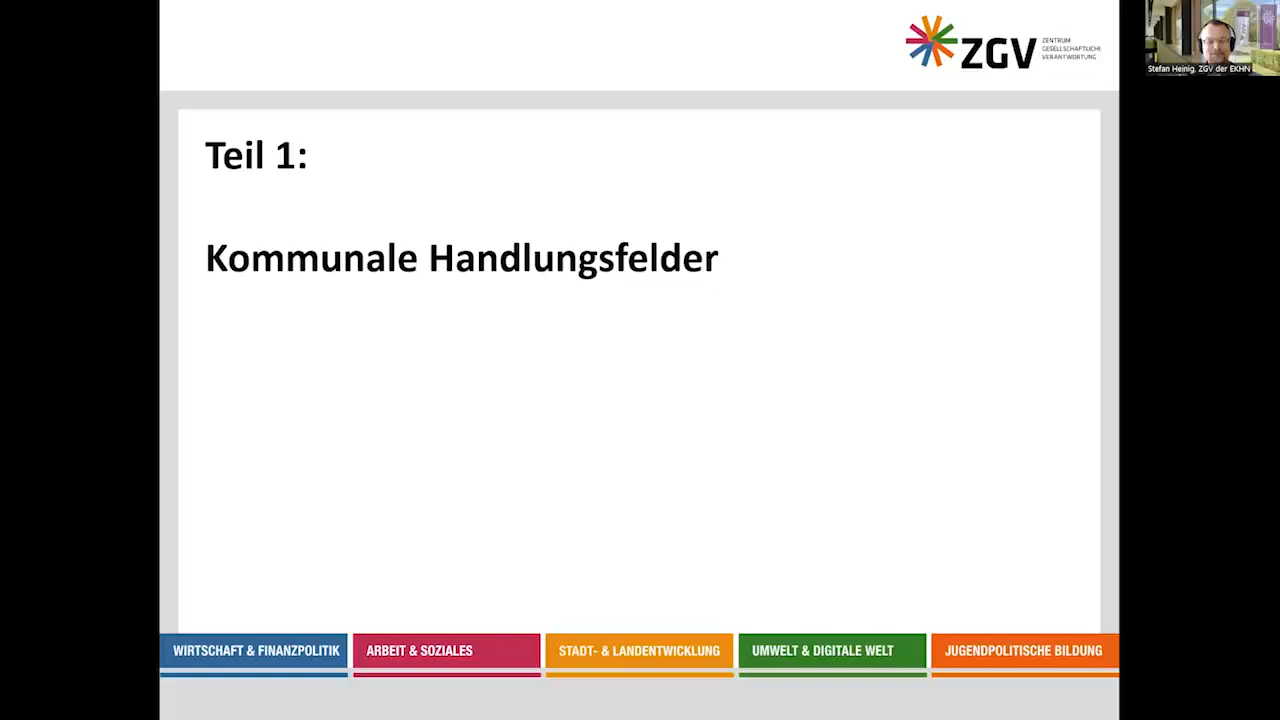 ZGV
ZENTRUM
GESELLSCHAFTLICHE
VERANTWORTUNG
Stefan Heinig, ZGV der EKHN
Teil 1:
Kommunale Handlungsfelder
WIRTSCHAFT & FINANZPOLITIK
ARBEIT & SOZIALES
STADT- & LANDENTWICKLUNG
UMWELT & DIGITALE WELT
JUGENDPOLITISCHE BILDUNG